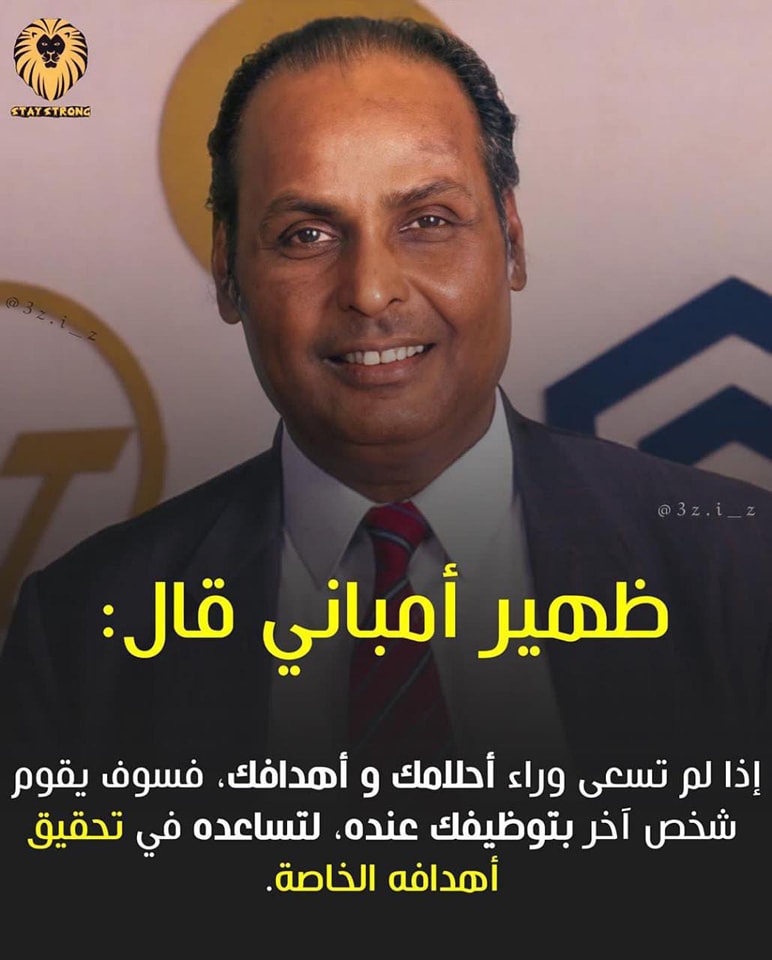 STAY STRONG
@3z.i_z
@3z.i_z
ظهير أمباني قال:
إذا لم تسعى وراء أحلامك و أهدافك، فسوف يقوم
شخص آخر بتوظيفك عنده، لتساعده في تحقيق
أهدافه الخاصة.